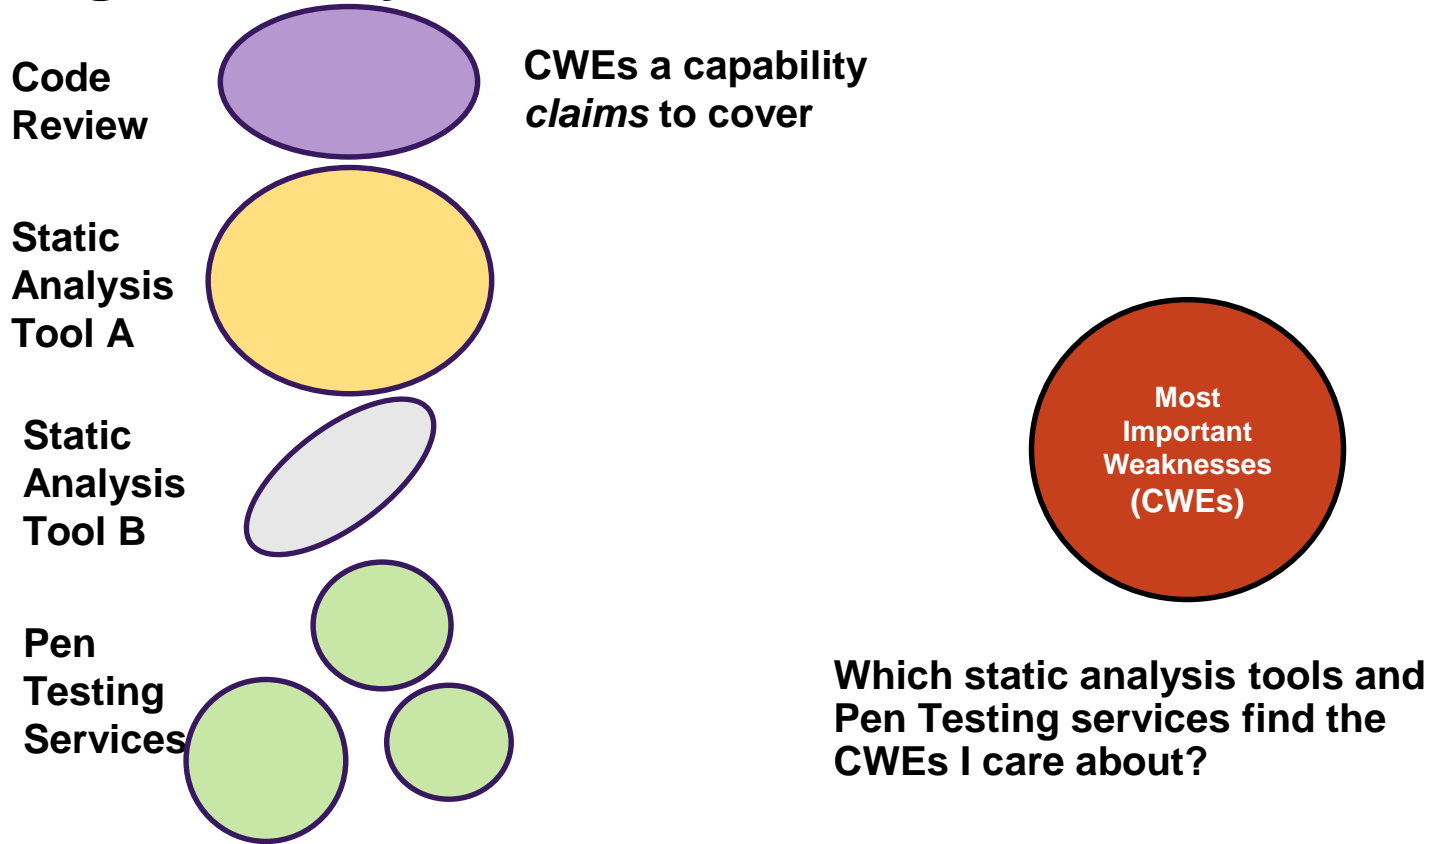 Code
Review
CWEs a capability
claims to cover
Static
Analysis
Tool A
Static
Analysis
Tool B
Most
Important
Weaknesses
(CWEs)
Pen
Testing
Services
Which static analysis tools and
Pen Testing services find the
CWEs I care about?